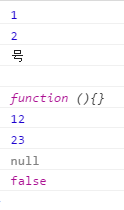 1
2
号
function (){}
12
23
null
false